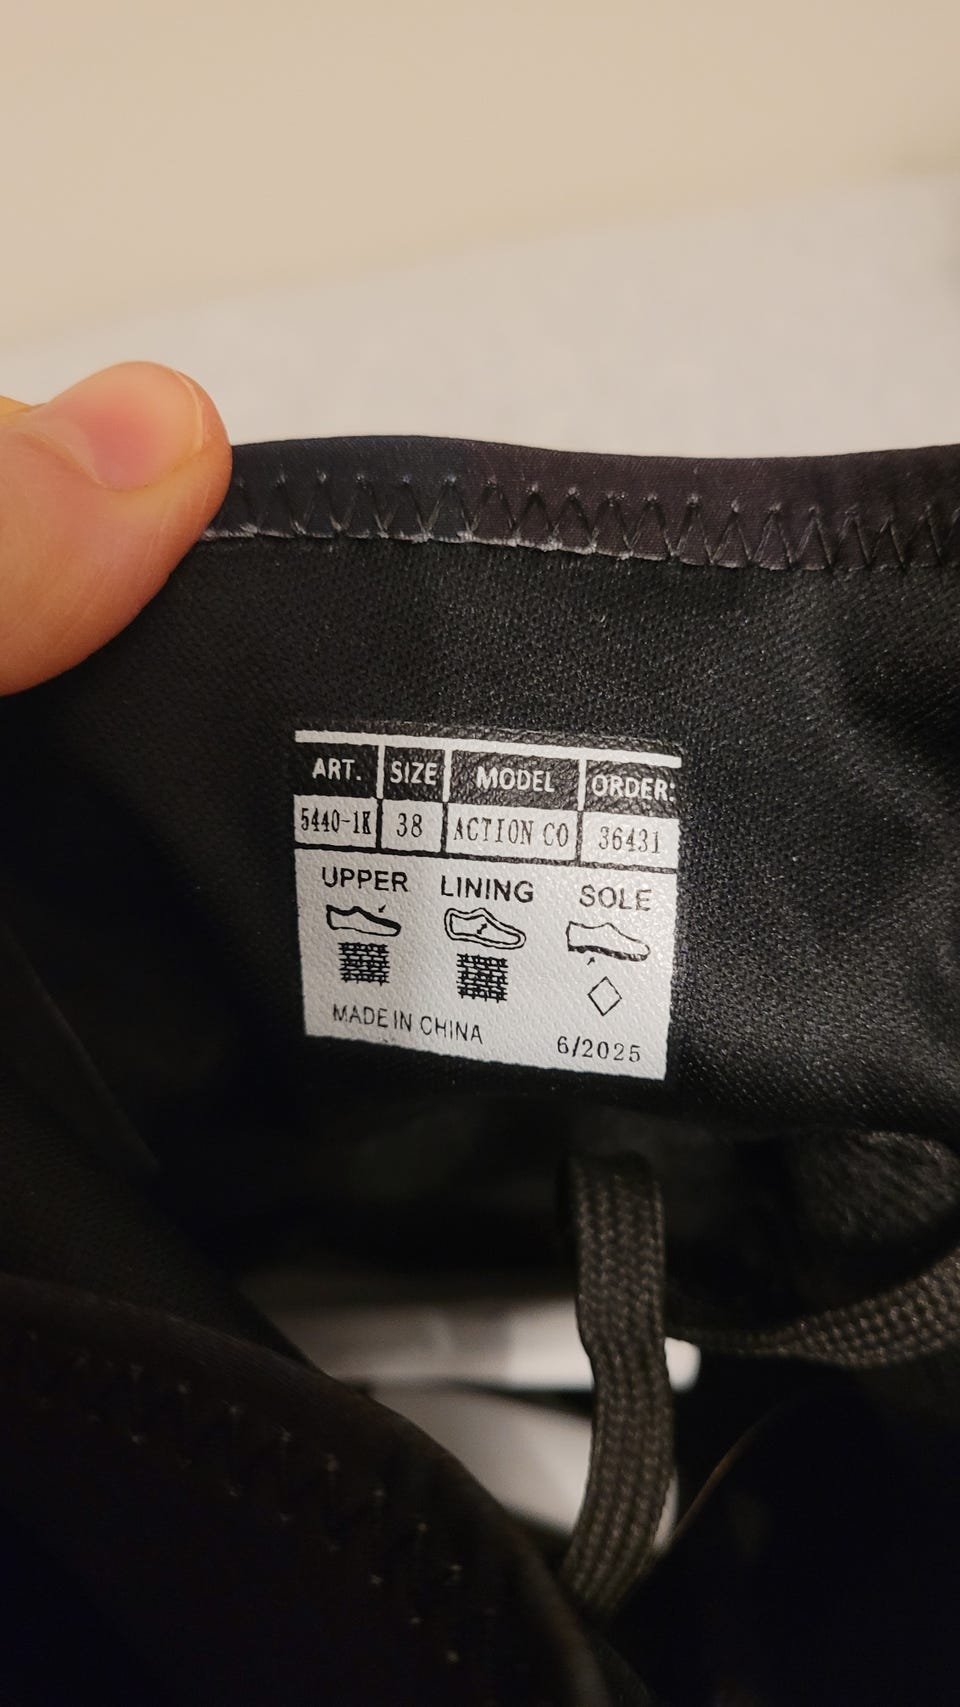 ART. SIZE MODEL ORDER:
5440-1K 38 ACTION CO 36431
UPPER LINING SOLE
MADE IN CHINA 6/2025